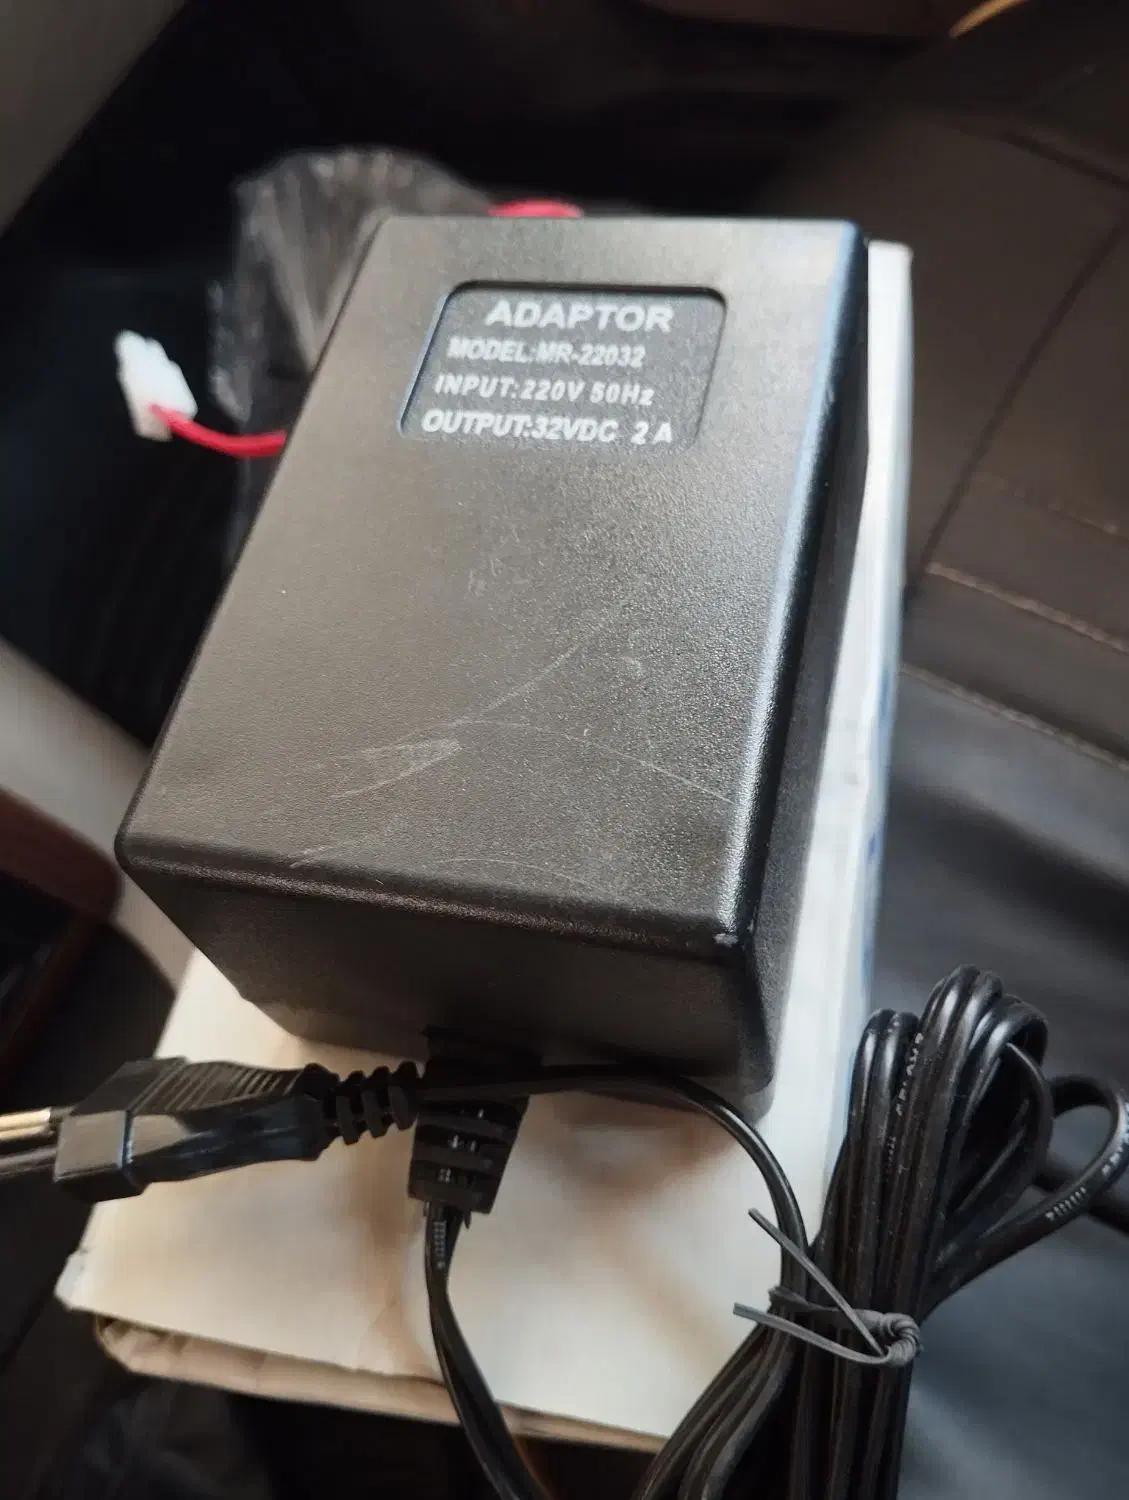 ADAPTOR
MODEL:MR-22032
INPUT:220V 50Hz
OUTPUT:32VDC 2 A